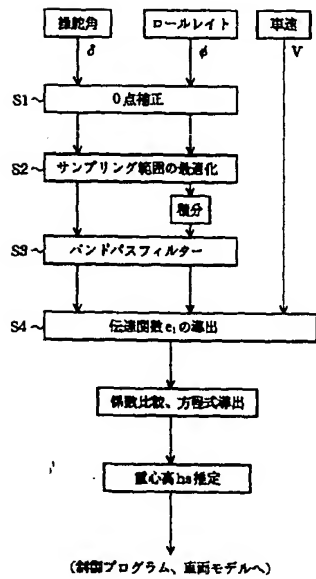 操舵角 ロールレイト 車速
δ φ V
S1 0点補正
S2 サンプリング範囲の最適化
積分
S3 バンドパスフィルター
S4 伝達関数e₁の導出
係数比較、方程式導出
重心高hs推定
(制御プログラム、車両モデルへ)